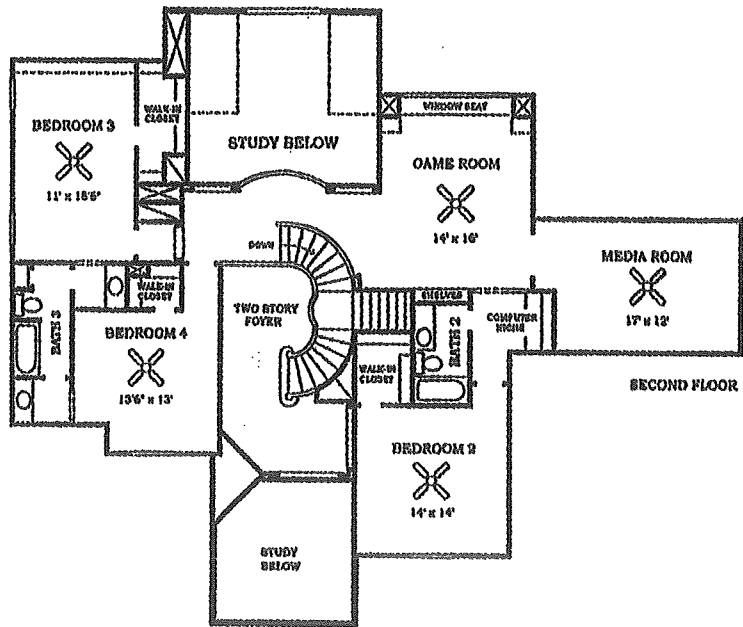 WINDOW SEAT
WALK-IN
CLOSET
BEDROOM 3
STUDY BELOW
GAME ROOM
11' x 18'6"
14' x 16'
DOWN
MEDIA ROOM
WALK-IN
CLOSET
17' x 12'
SHELVES
TWO STORY
FOYER
COMPUTER
NICHE
BATH 3
BEDROOM 4
BATH 2
WALK-IN
CLOSET
13'6" x 13'
SECOND FLOOR
BEDROOM 2
14' x 14'
STUDY
BELOW